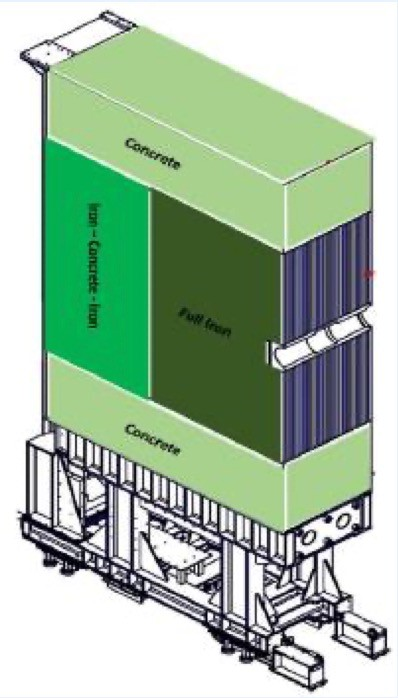 Concrete
Iron – Concrete - Iron
Full Iron
Concrete